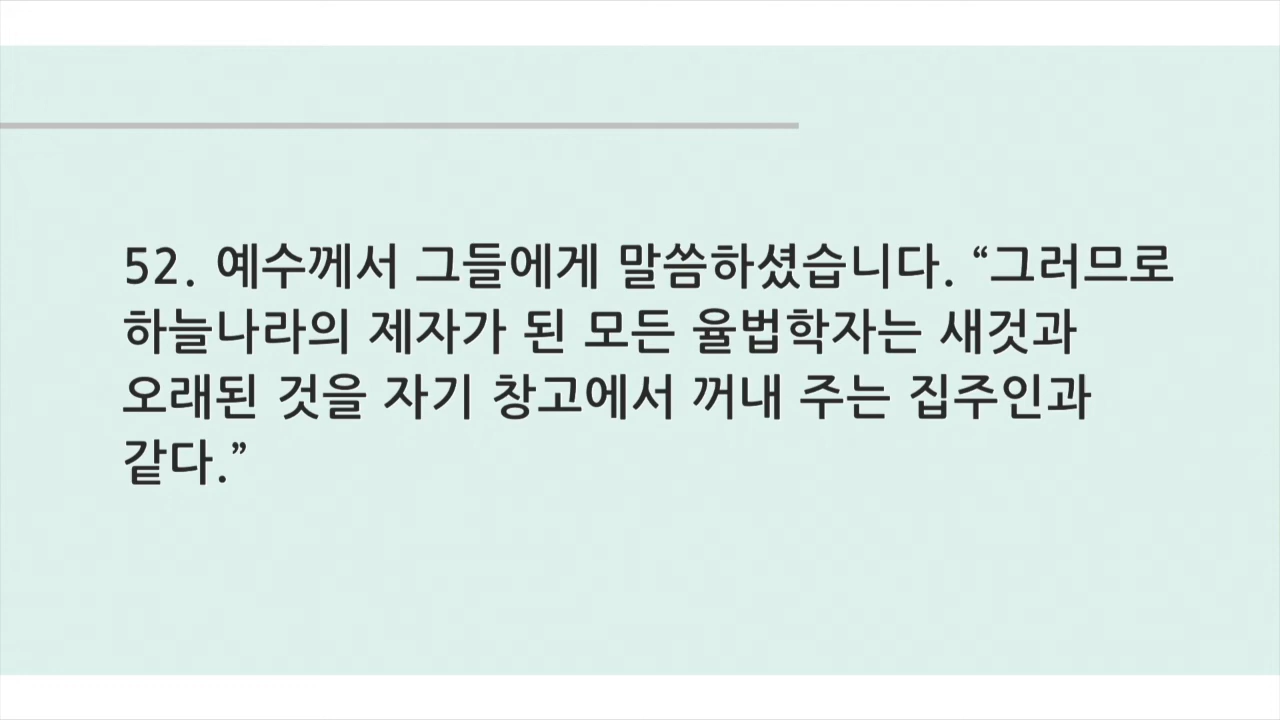 52. 예수께서 그들에게 말씀하셨습니다. “그러므로
하늘나라의 제자가 된 모든 율법학자는 새것과
오래된 것을 자기 창고에서 꺼내 주는 집주인과
같다.”